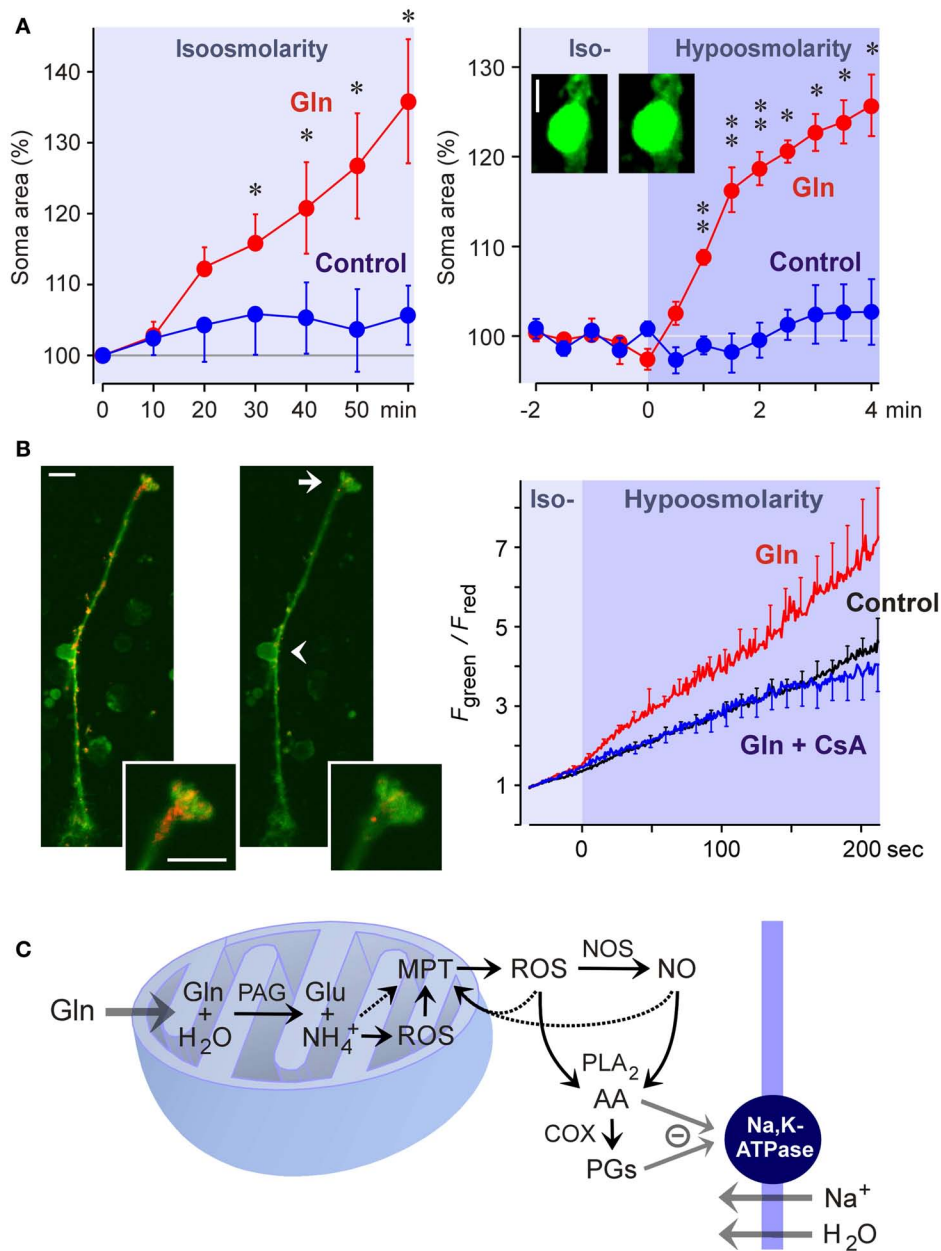 A
Isoosmolarity
Gln
Control
Soma area (%)
140
130
120
110
100
0 10 20 30 40 50 min
* * * * *
Iso- Hypoosmolarity
Gln
Control
Soma area (%)
130
120
110
100
-2 0 2 4 min
** ** ** * * * *
B
Iso- Hypoosmolarity
Gln
Control
Gln + CsA
Fgreen / Fred
7
5
3
1
0 100 200 sec
C
Gln
Gln + H2O
PAG
Glu + NH4+
ROS
MPT
ROS
NOS
NO
PLA2
AA
COX
PGs
⊖
Na,K-
ATPase
Na+
H2O